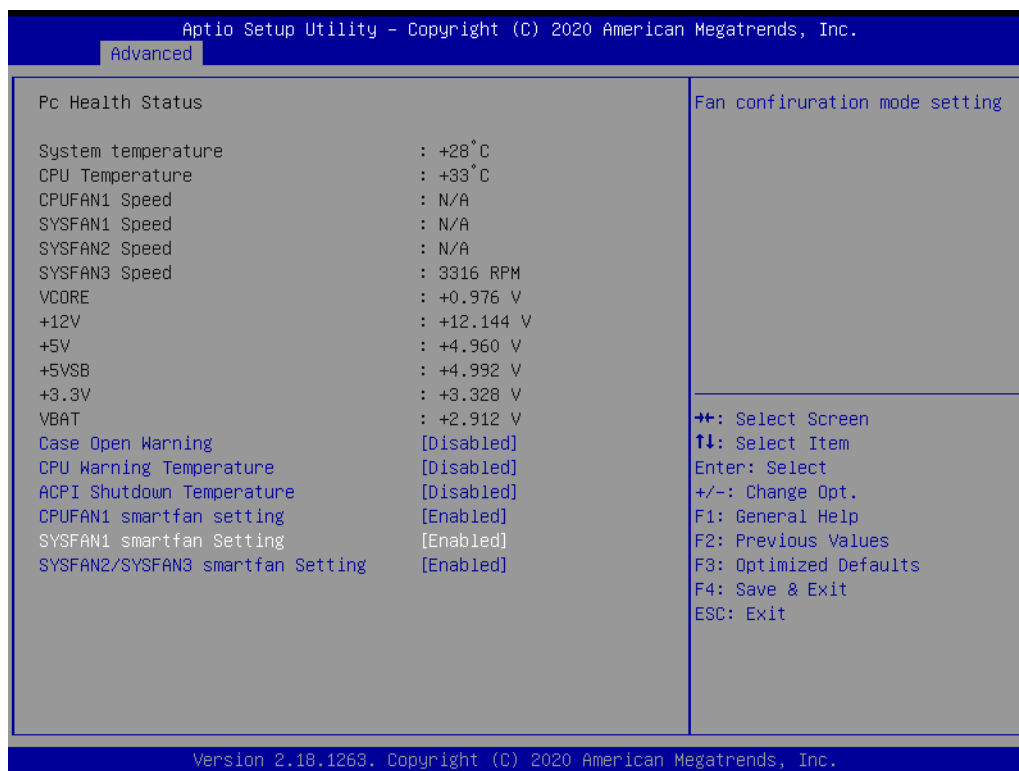 Aptio Setup Utility – Copyright (C) 2020 American Megatrends, Inc.
Advanced
Pc Health Status
System temperature : +28°C
CPU Temperature : +33°C
CPUFAN1 Speed : N/A
SYSFAN1 Speed : N/A
SYSFAN2 Speed : N/A
SYSFAN3 Speed : 3316 RPM
VCORE : +0.976 V
+12V : +12.144 V
+5V : +4.960 V
+5VSB : +4.992 V
+3.3V : +3.328 V
VBAT : +2.912 V
Case Open Warning [Disabled]
CPU Warning Temperature [Disabled]
ACPI Shutdown Temperature [Disabled]
CPUFAN1 smartfan setting [Enabled]
SYSFAN1 smartfan Setting [Enabled]
SYSFAN2/SYSFAN3 smartfan Setting [Enabled]
Fan confiruration mode setting
→←: Select Screen
↑↓: Select Item
Enter: Select
+/-: Change Opt.
F1: General Help
F2: Previous Values
F3: Optimized Defaults
F4: Save & Exit
ESC: Exit
Version 2.18.1263. Copyright (C) 2020 American Megatrends, Inc.